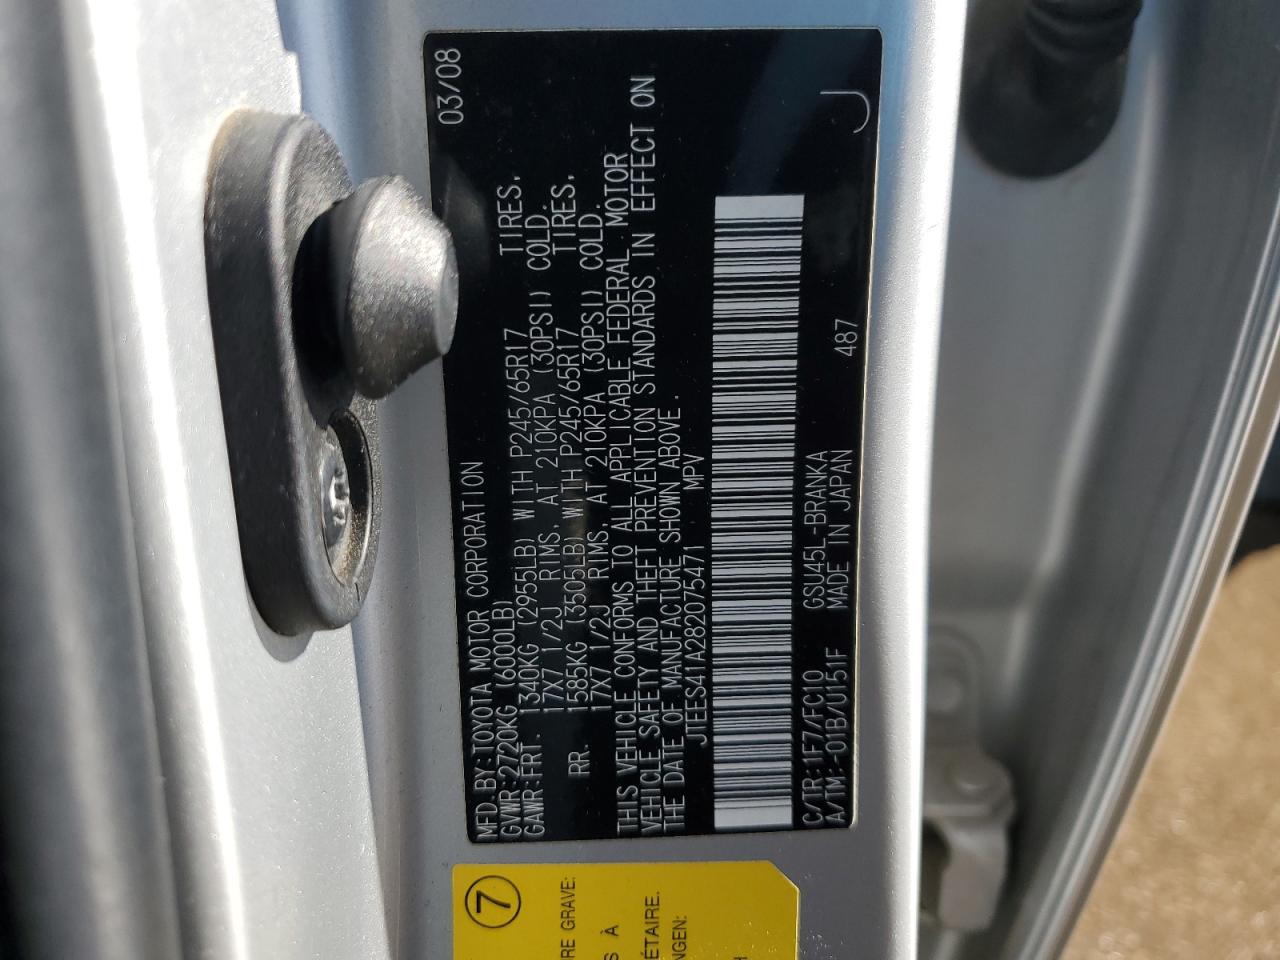 MFD.BY:TOYOTA MOTOR CORPORATION 03/08
GVWR:2720KG (6000LB)
GAWR:FRT. 1340KG (2955LB) WITH P245/65R17 TIRES,
17X7 1/2J RIMS, AT 210KPA (30PSI) COLD.
RR. 1585KG (3505LB) WITH P245/65R17 TIRES,
17X7 1/2J RIMS, AT 210KPA (30PSI) COLD.
THIS VEHICLE CONFORMS TO ALL APPLICABLE FEDERAL MOTOR
VEHICLE SAFETY AND THEFT PREVENTION STANDARDS IN EFFECT ON
THE DATE OF MANUFACTURE SHOWN ABOVE.
JTEES41A282075471 MPV
C/TR:1F7/FC10 GSU45L-BRANKA 487
A/TM:-01B/U151F MADE IN JAPAN
J
7
RE GRAVE:
S À
ÉTAIRE.
NGEN:
H